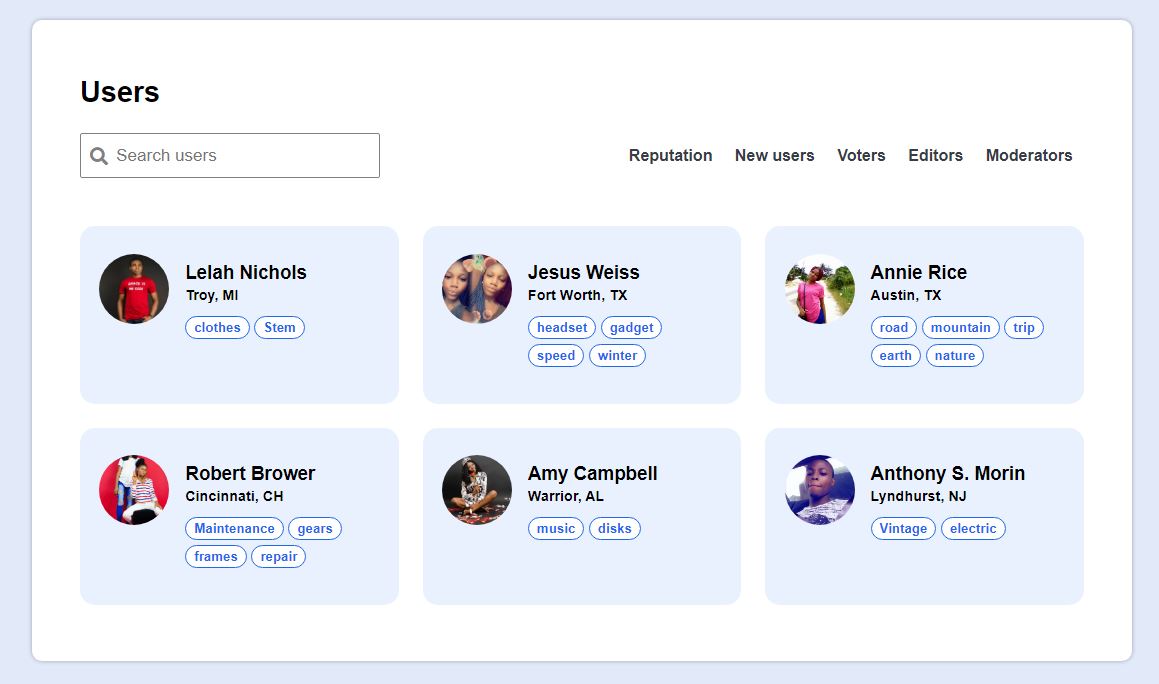 Users
Search users
Reputation New users Voters Editors Moderators
Lelah Nichols
Troy, MI
clothes Stem
Jesus Weiss
Fort Worth, TX
headset gadget
speed winter
Annie Rice
Austin, TX
road mountain trip
earth nature
Robert Brower
Cincinnati, CH
Maintenance gears
frames repair
Amy Campbell
Warrior, AL
music disks
Anthony S. Morin
Lyndhurst, NJ
Vintage electric